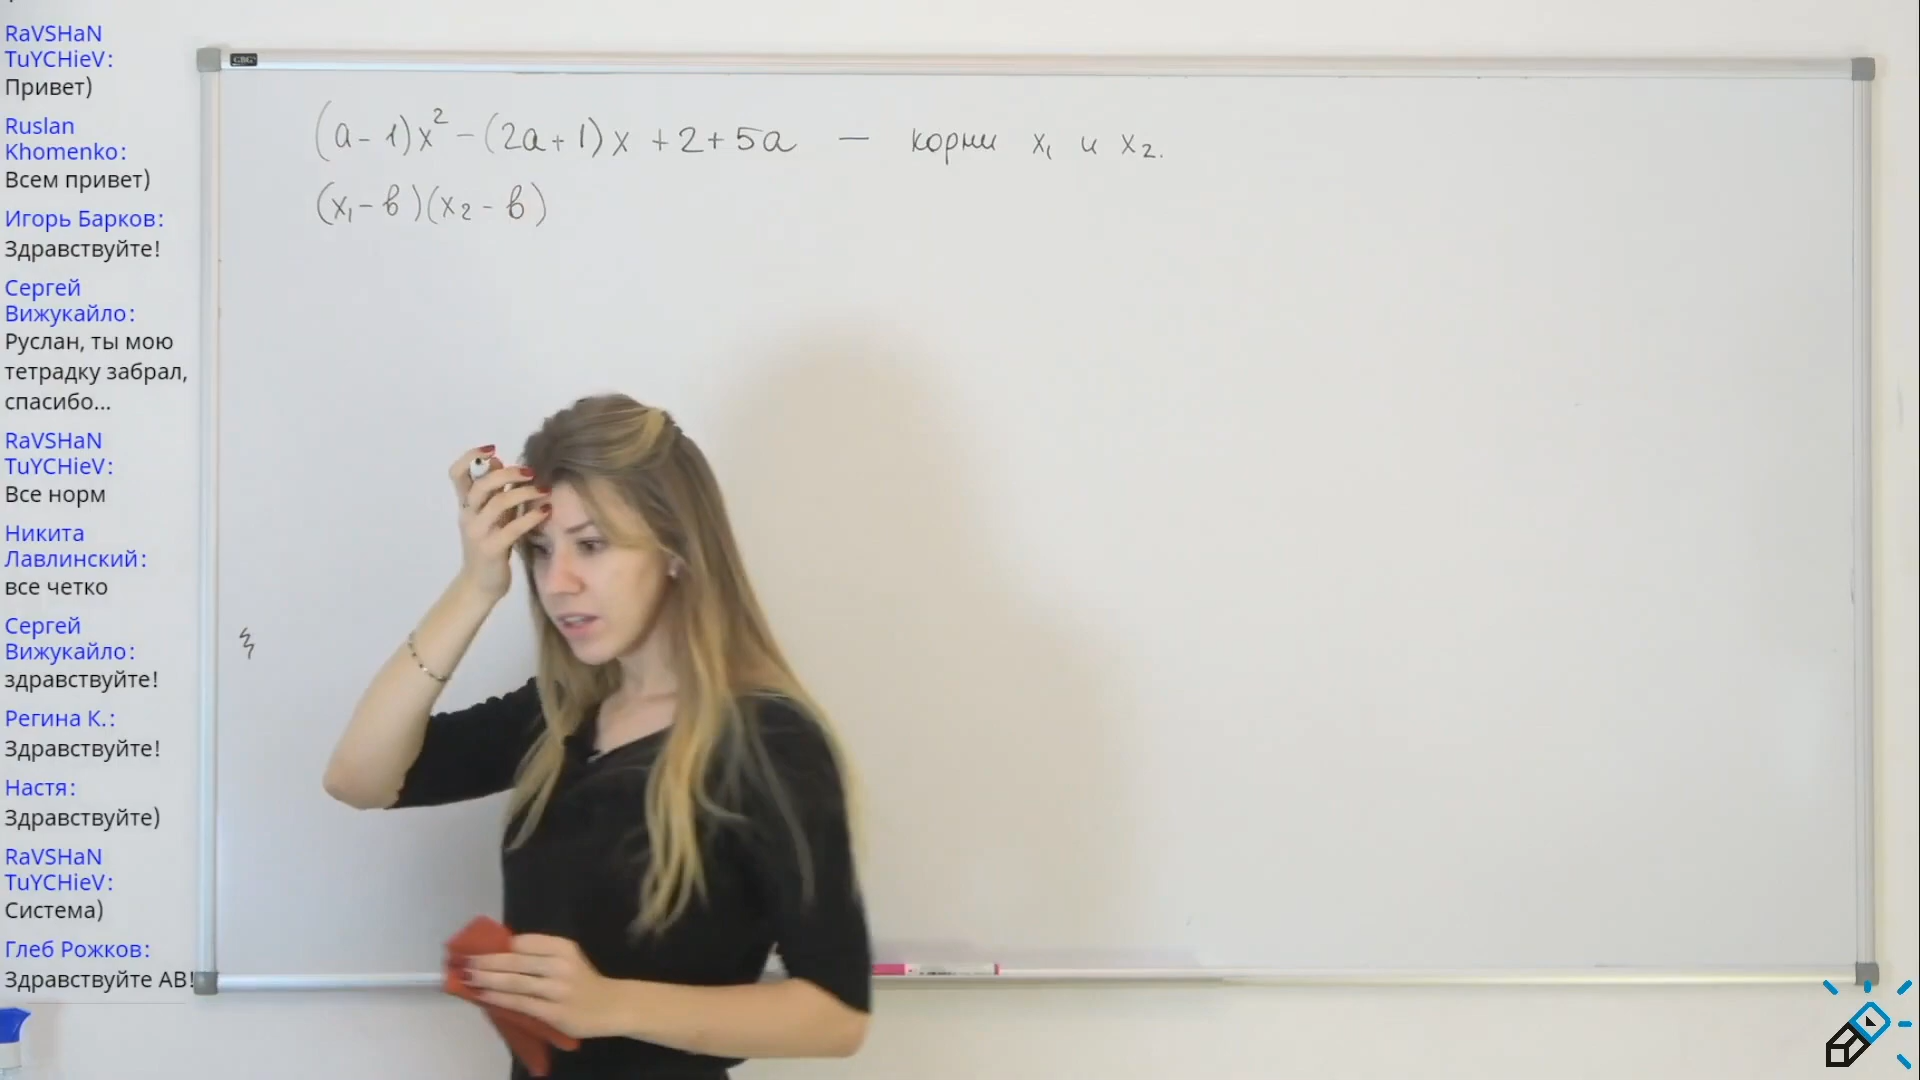 RaVSHaN
TuYCHieV:
Привет)
Ruslan
Khomenko:
Всем привет)
Игорь Барков:
Здравствуйте!
Сергей
Вижукайло:
Руслан, ты мою
тетрадку забрал,
спасибо...
RaVSHaN
TuYCHieV:
Все норм
Никита
Лавлинский:
все четко
Сергей
Вижукайло:
здравствуйте!
Регина К.:
Здравствуйте!
Настя:
Здравствуйте)
RaVSHaN
TuYCHieV:
Система)
Глеб Рожков:
Здравствуйте АВ!
(a-1)x² - (2a+1)x + 2 + 5a — корни x₁ и x₂.
(x₁ - в)(x₂ - в)